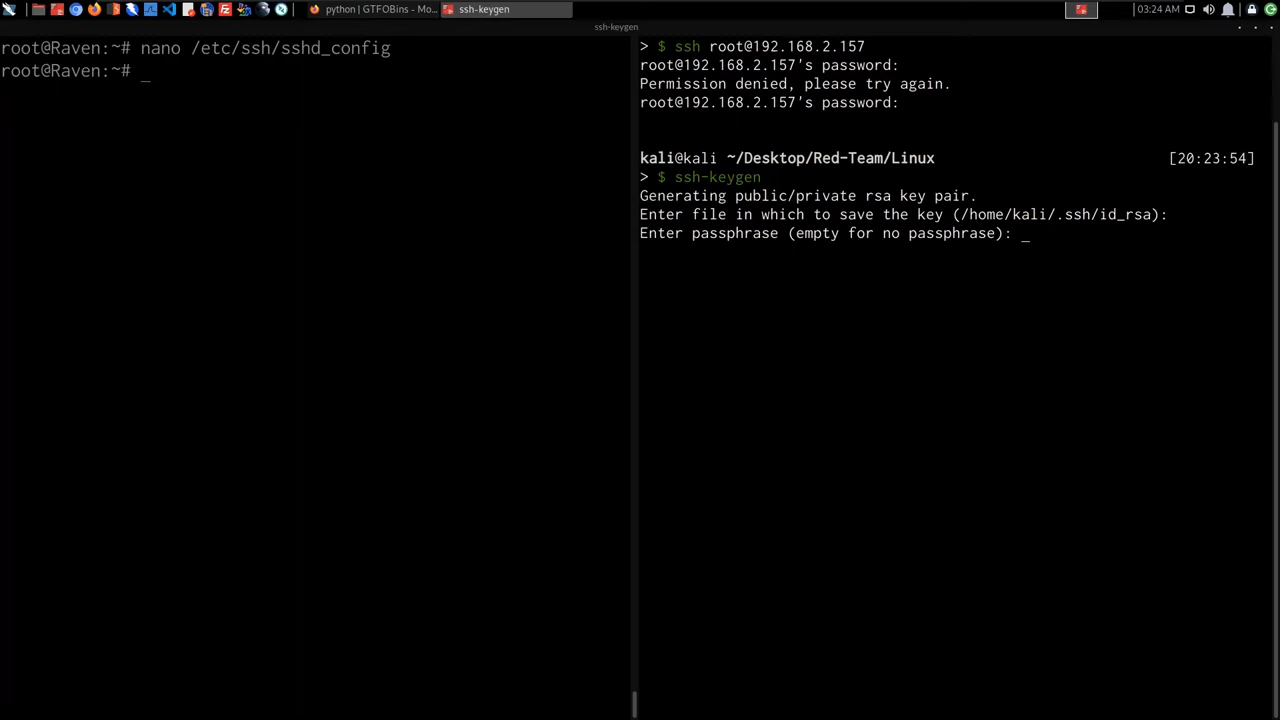 python | GTFOBins - Mo...
ssh-keygen
03:24 AM
ssh-keygen
root@Raven:~# nano /etc/ssh/sshd_config
root@Raven:~# _
> $ ssh root@192.168.2.157
root@192.168.2.157's password:
Permission denied, please try again.
root@192.168.2.157's password:
kali@kali ~/Desktop/Red-Team/Linux [20:23:54]
> $ ssh-keygen
Generating public/private rsa key pair.
Enter file in which to save the key (/home/kali/.ssh/id_rsa):
Enter passphrase (empty for no passphrase): _